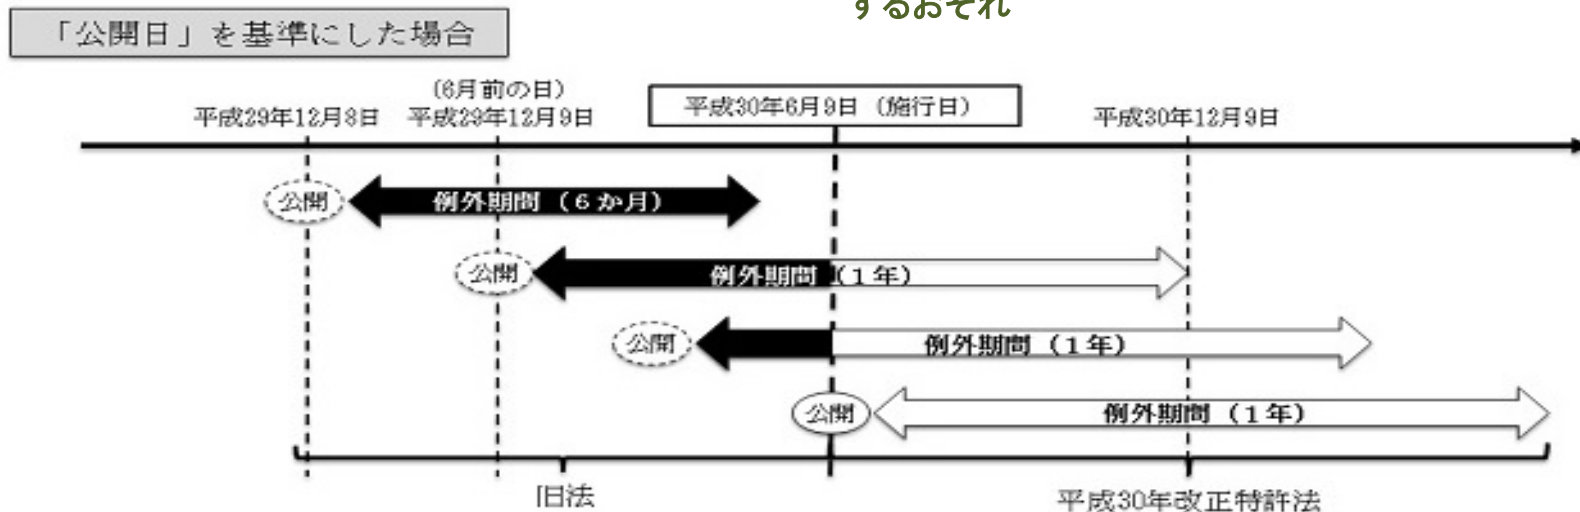 するおそれ
「公開日」を基準にした場合
(6月前の日)
平成29年12月8日
平成29年12月9日
平成30年6月9日（施行日）
平成30年12月9日
公開
例外期間（６か月）
公開
例外期間（１年）
公開
例外期間（１年）
公開
例外期間（１年）
旧法
平成30年改正特許法